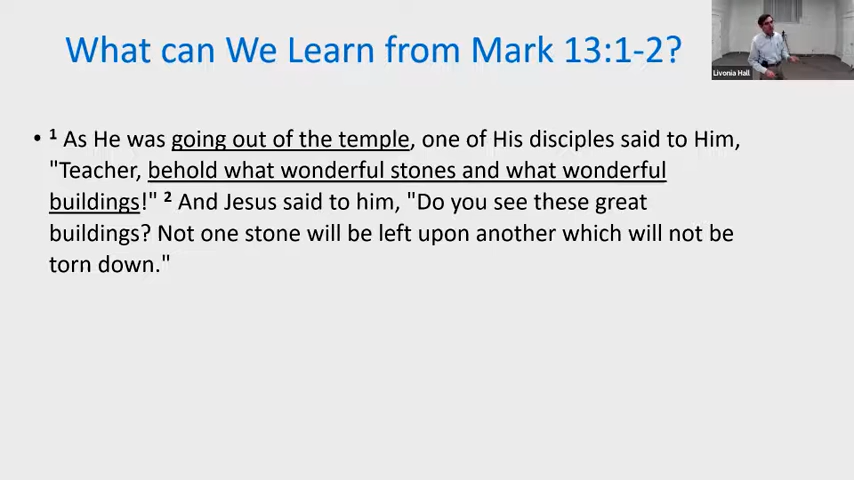 What can We Learn from Mark 13:1-2?
Livonia Hall
• ¹ As He was going out of the temple, one of His disciples said to Him,
"Teacher, behold what wonderful stones and what wonderful
buildings!" ² And Jesus said to him, "Do you see these great
buildings? Not one stone will be left upon another which will not be
torn down."